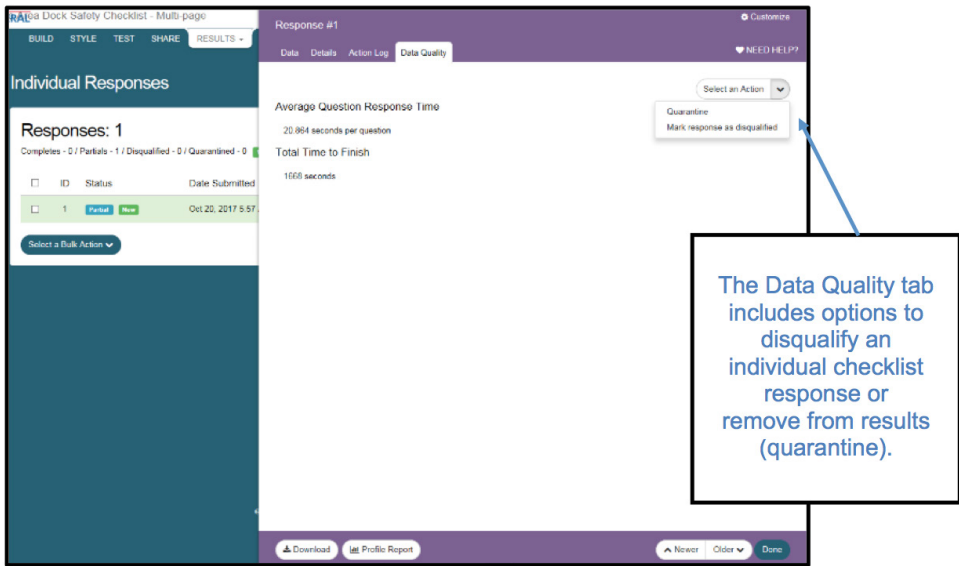 RAL
Area Dock Safety Checklist - Multi-page
BUILD STYLE TEST SHARE RESULTS
Individual Responses
Responses: 1
Completes - 0 / Partials - 1 / Disqualified - 0 / Quarantined - 0
ID Status Date Submitted
1 Partial New Oct 20, 2017 5:57
Select a Bulk Action
Response #1
Customize
Data Details Action Log Data Quality
NEED HELP?
Select an Action
Quarantine
Mark response as disqualified
Average Question Response Time
20.864 seconds per question
Total Time to Finish
1668 seconds
Download Profile Report
Newer Older Done
The Data Quality tab
includes options to
disqualify an
individual checklist
response or
remove from results
(quarantine).